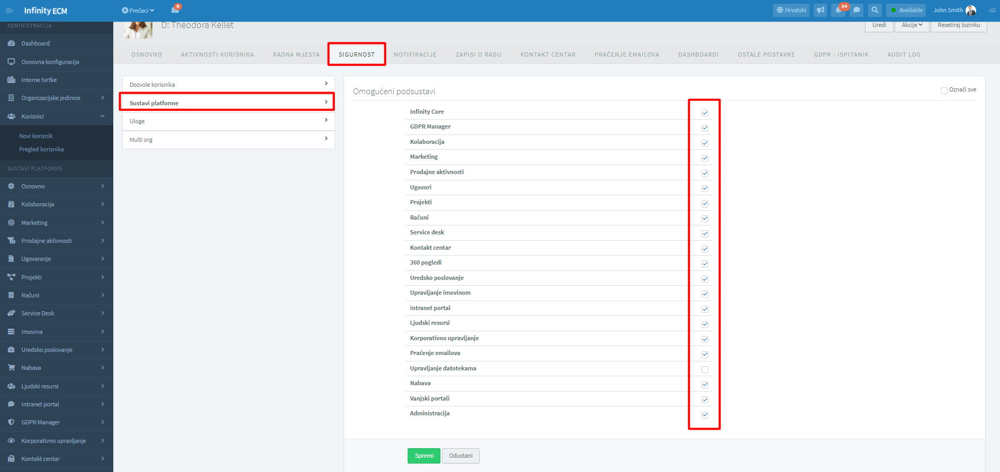 Infinity ECM
Prečaci
9
Hrvatski
54
Available
John Smith
ADMINISTRACIJA
Dashboard
Osnovna konfiguracija
Interne tvrtke
Organizacijske jedinice
Korisnici
Novi korisnik
Pregled korisnika
SUSTAVI PLATFORME
Osnovno
Kolaboracija
Marketing
Prodajne aktivnosti
Ugovaranje
Projekti
Računi
Service Desk
Imovina
Uredsko poslovanje
Nabava
Ljudski resursi
Intranet portal
GDPR Manager
Korporativno upravljanje
Kontakt centar
D: Theodora Kellet
Uredi
Akcije
Resetiraj lozinku
OSNOVNO
AKTIVNOSTI KORISNIKA
RADNA MJESTA
SIGURNOST
NOTIFIKACIJE
ZAPISI O RADU
KONTAKT CENTAR
PRAČENJE EMAILOVA
DASHBOARDI
OSTALE POSTAVKE
GDPR - ISPITANIK
AUDIT LOG
Dozvole korisnika
Sustavi platforme
Uloge
Multi org
Omogućeni podsustavi
Označi sve
Infinity Core
GDPR Manager
Kolaboracija
Marketing
Prodajne aktivnosti
Ugovori
Projekti
Računi
Service desk
Kontakt centar
360 pogledi
Uredsko poslovanje
Upravljanje imovinom
Intranet portal
Ljudski resursi
Korporativno upravljanje
Praćenje emailova
Upravljanje datotekama
Nabava
Vanjski portali
Administracija
Spremi
Odustani